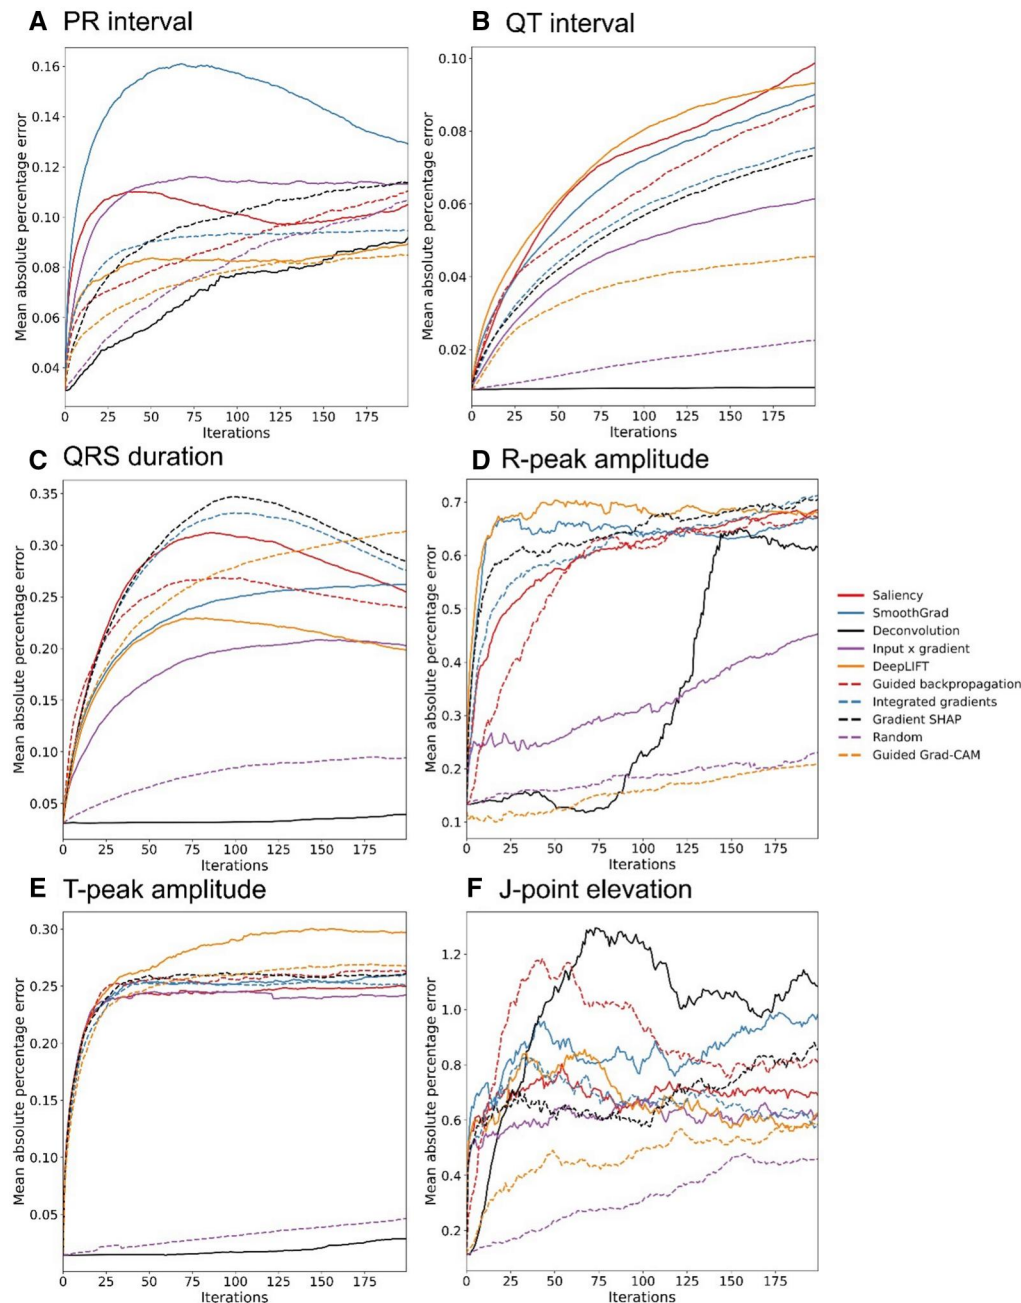 A PR interval
Mean absolute percentage error
0.16
0.14
0.12
0.10
0.08
0.06
0.04
0 25 50 75 100 125 150 175
Iterations
B QT interval
Mean absolute percentage error
0.10
0.08
0.06
0.04
0.02
0 25 50 75 100 125 150 175
Iterations
C QRS duration
Mean absolute percentage error
0.35
0.30
0.25
0.20
0.15
0.10
0.05
0 25 50 75 100 125 150 175
Iterations
D R-peak amplitude
Mean absolute percentage error
0.7
0.6
0.5
0.4
0.3
0.2
0.1
0 25 50 75 100 125 150 175
Iterations
Saliency
SmoothGrad
Deconvolution
Input x gradient
DeepLIFT
Guided backpropagation
Integrated gradients
Gradient SHAP
Random
Guided Grad-CAM
E T-peak amplitude
Mean absolute percentage error
0.30
0.25
0.20
0.15
0.10
0.05
0 25 50 75 100 125 150 175
Iterations
F J-point elevation
Mean absolute percentage error
1.2
1.0
0.8
0.6
0.4
0.2
0 25 50 75 100 125 150 175
Iterations